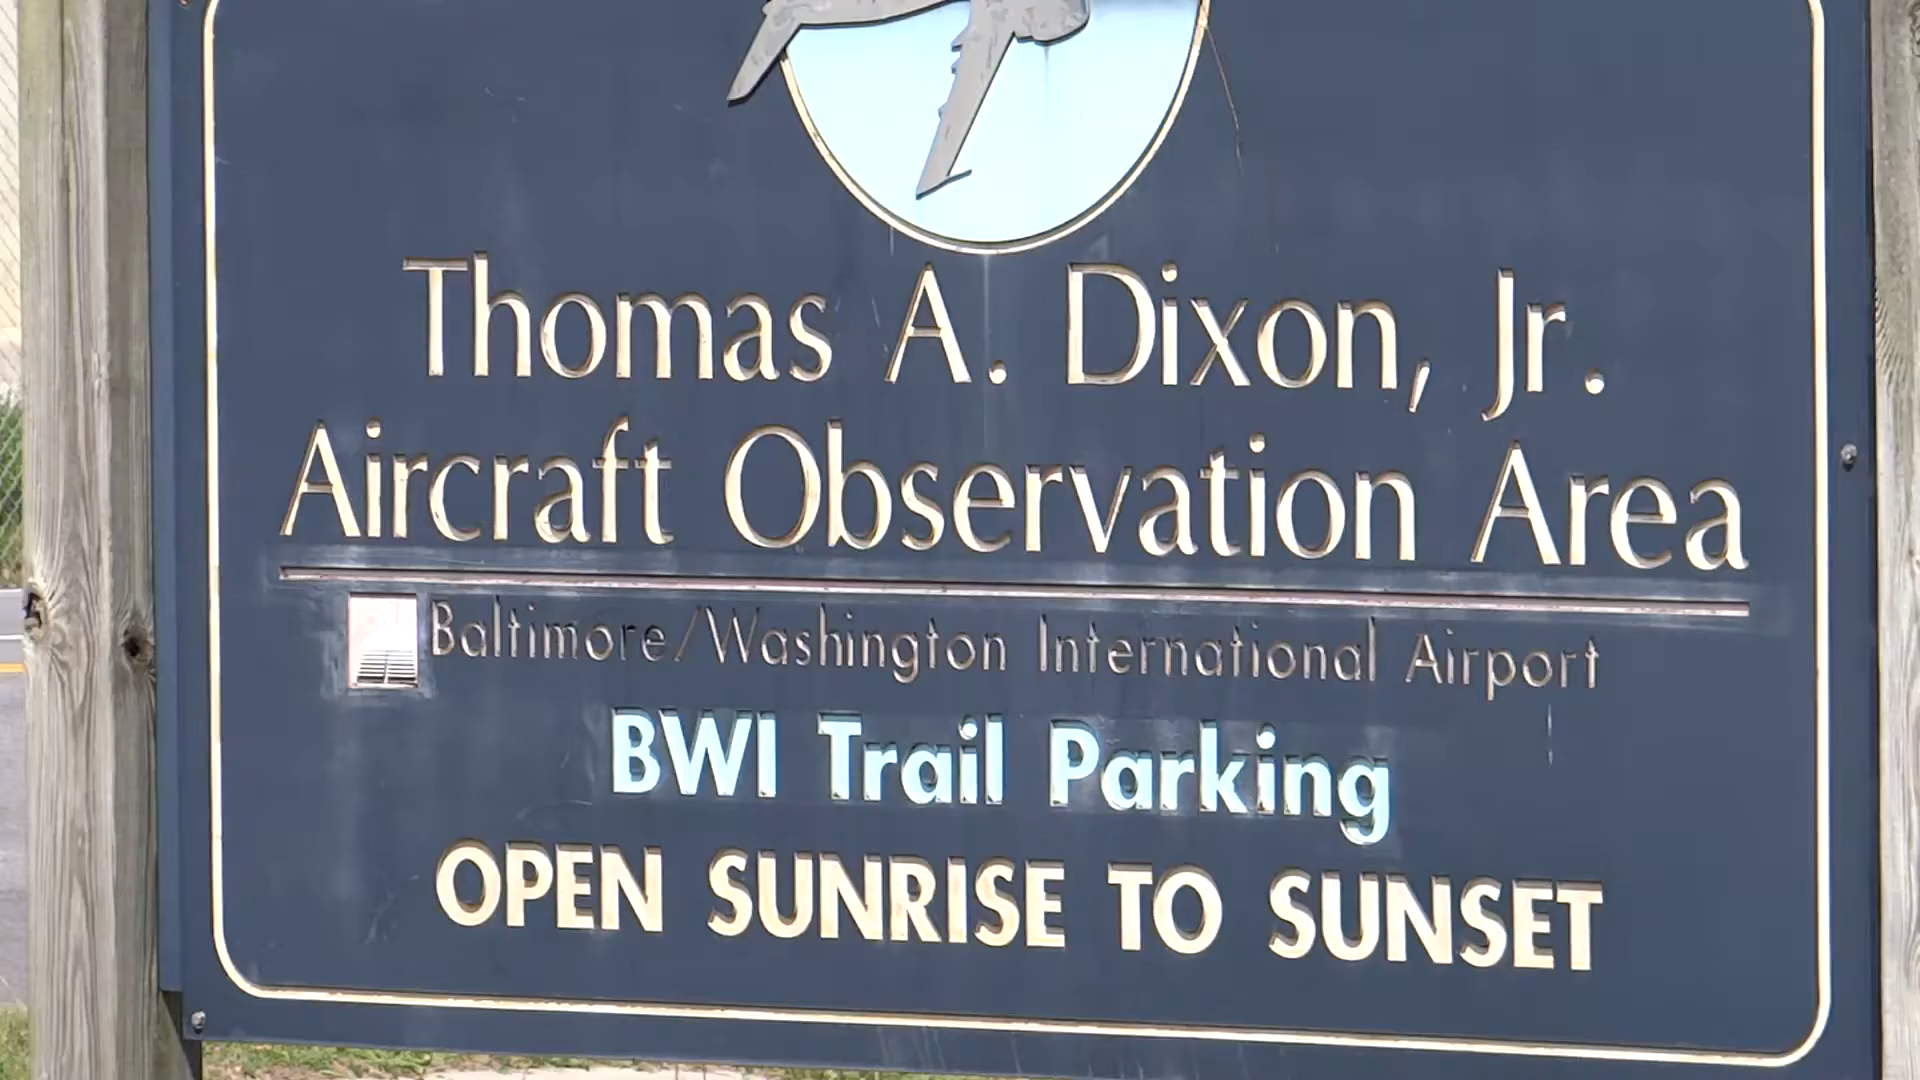 Thomas A. Dixon, Jr.
Aircraft Observation Area
Baltimore/Washington International Airport
BWI Trail Parking
OPEN SUNRISE TO SUNSET